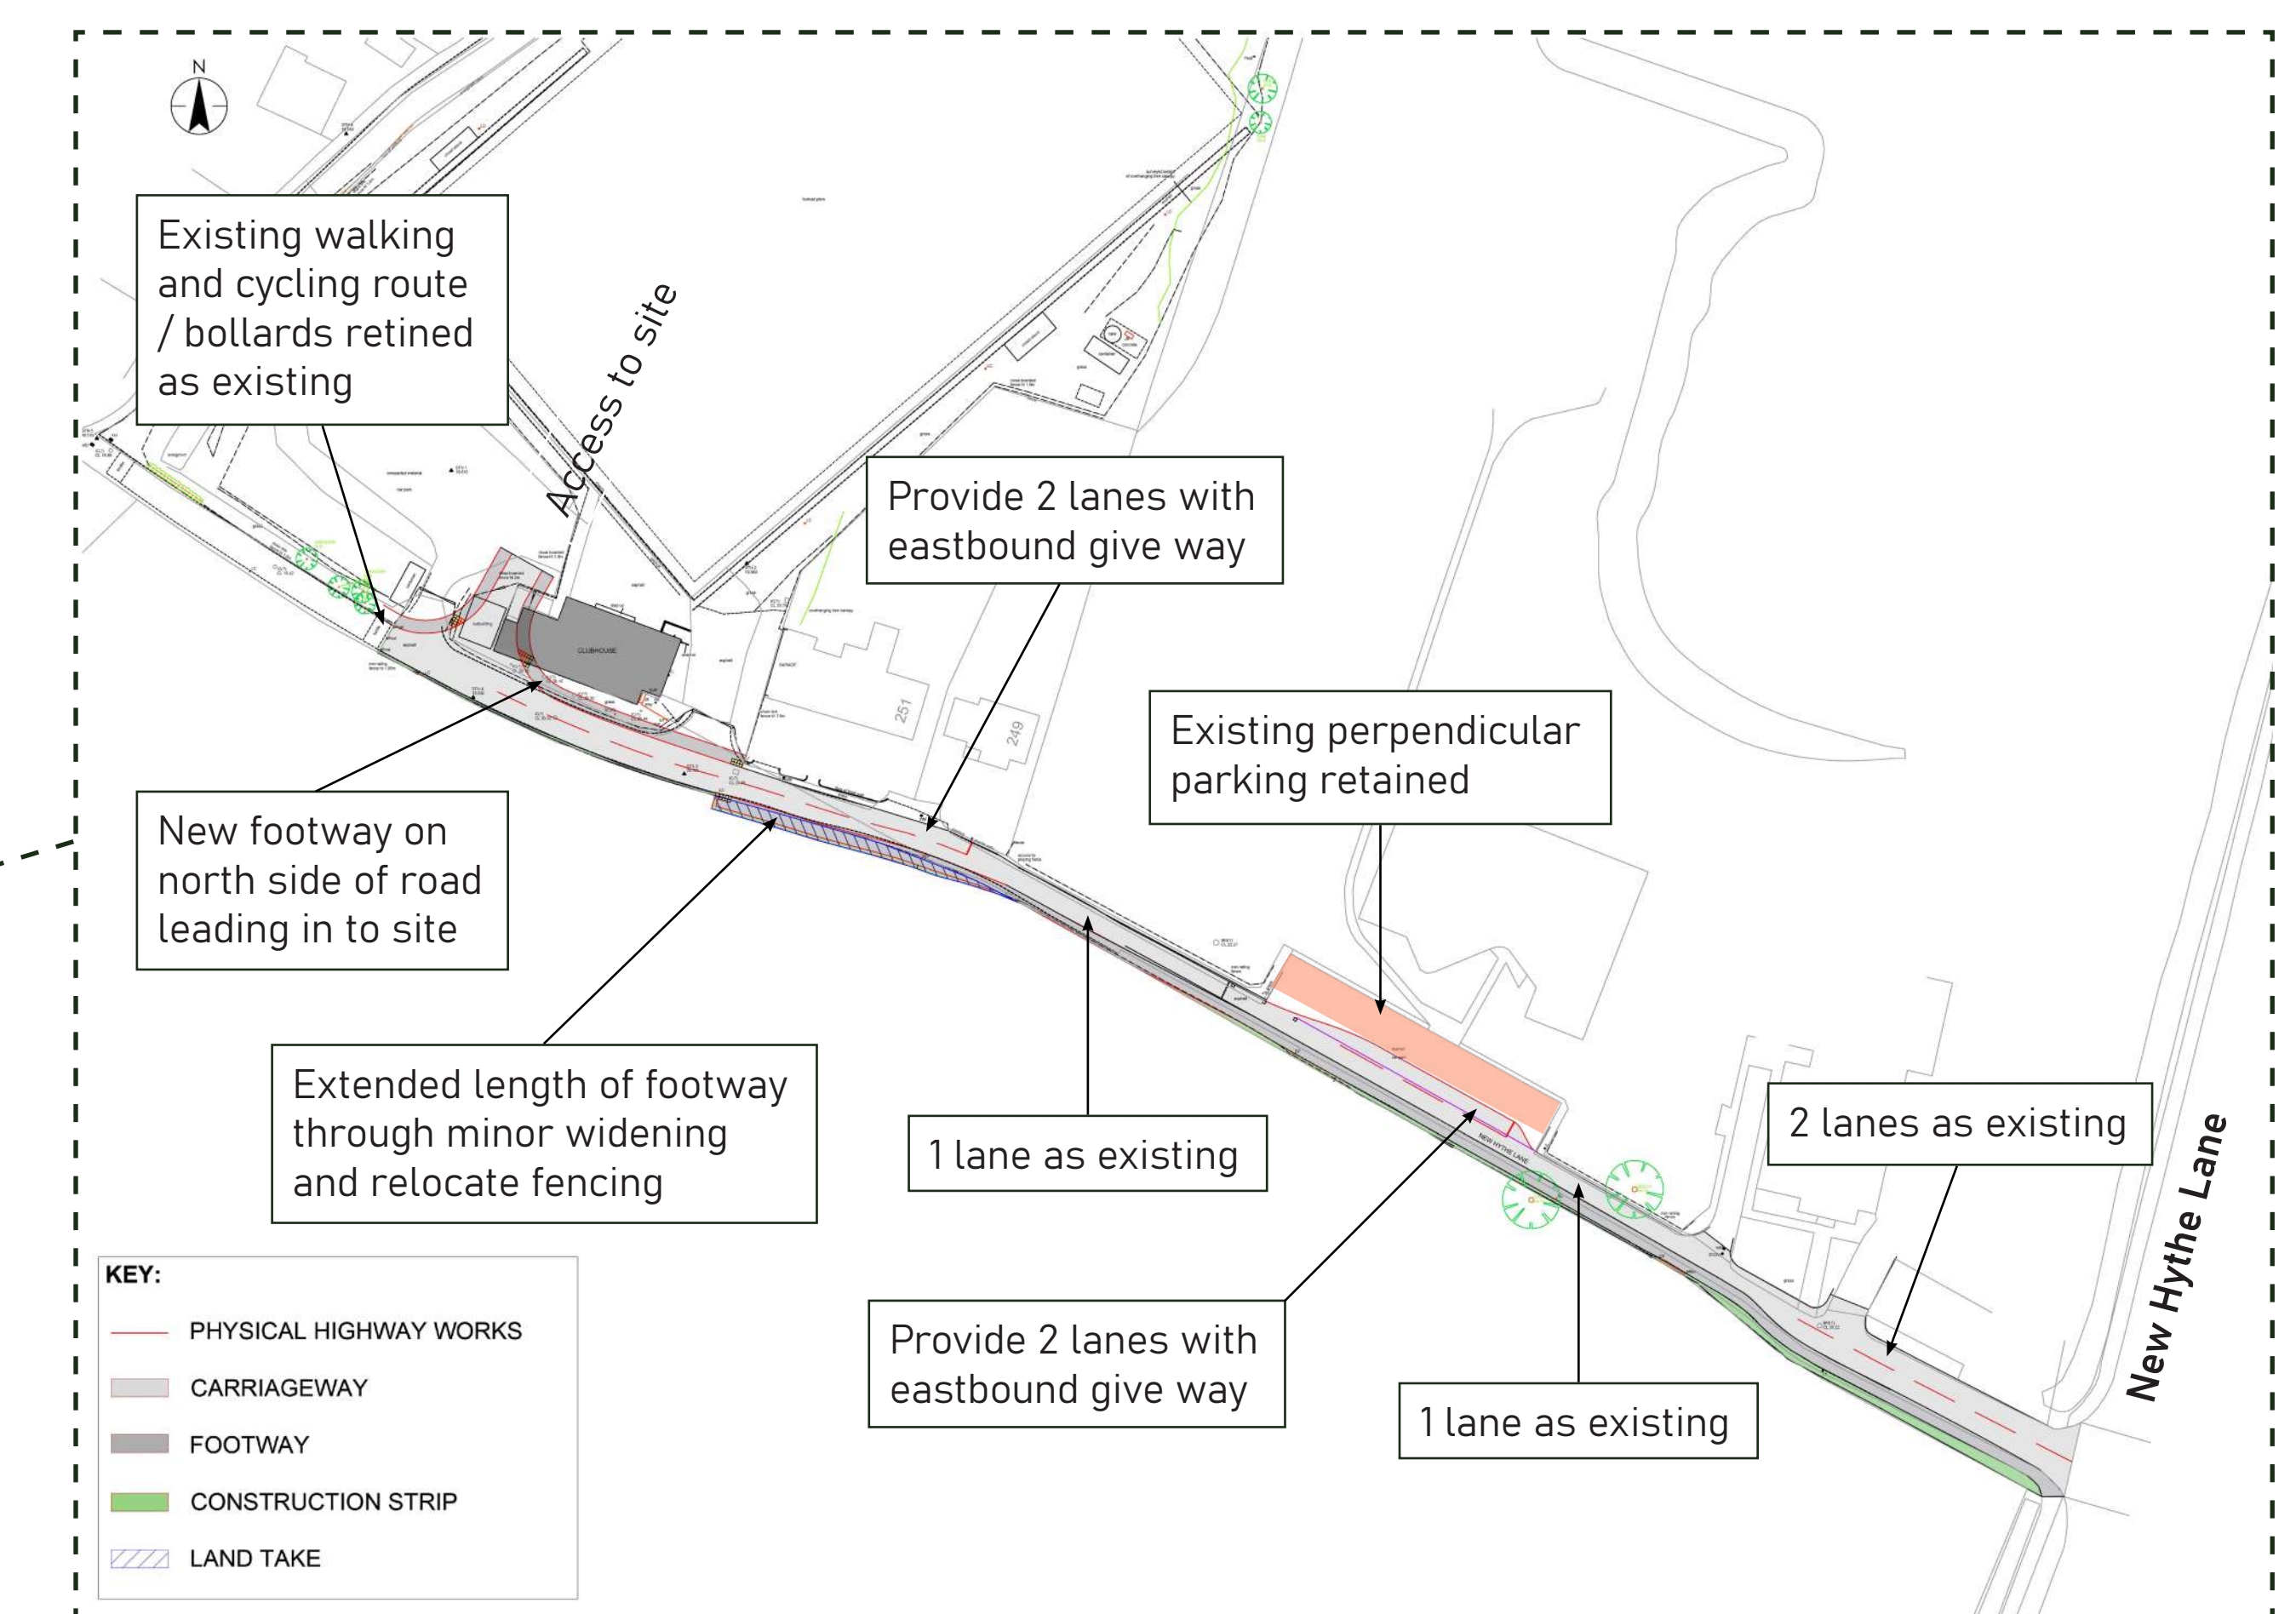 N
Existing walking
and cycling route
/ bollards retined
as existing
Access to site
Provide 2 lanes with
eastbound give way
CLUBHOUSE
251
249
Existing perpendicular
parking retained
New footway on
north side of road
leading in to site
Extended length of footway
through minor widening
and relocate fencing
1 lane as existing
2 lanes as existing
NEW HYTHE LANE
New Hythe Lane
Provide 2 lanes with
eastbound give way
1 lane as existing
KEY:
PHYSICAL HIGHWAY WORKS
CARRIAGEWAY
FOOTWAY
CONSTRUCTION STRIP
LAND TAKE